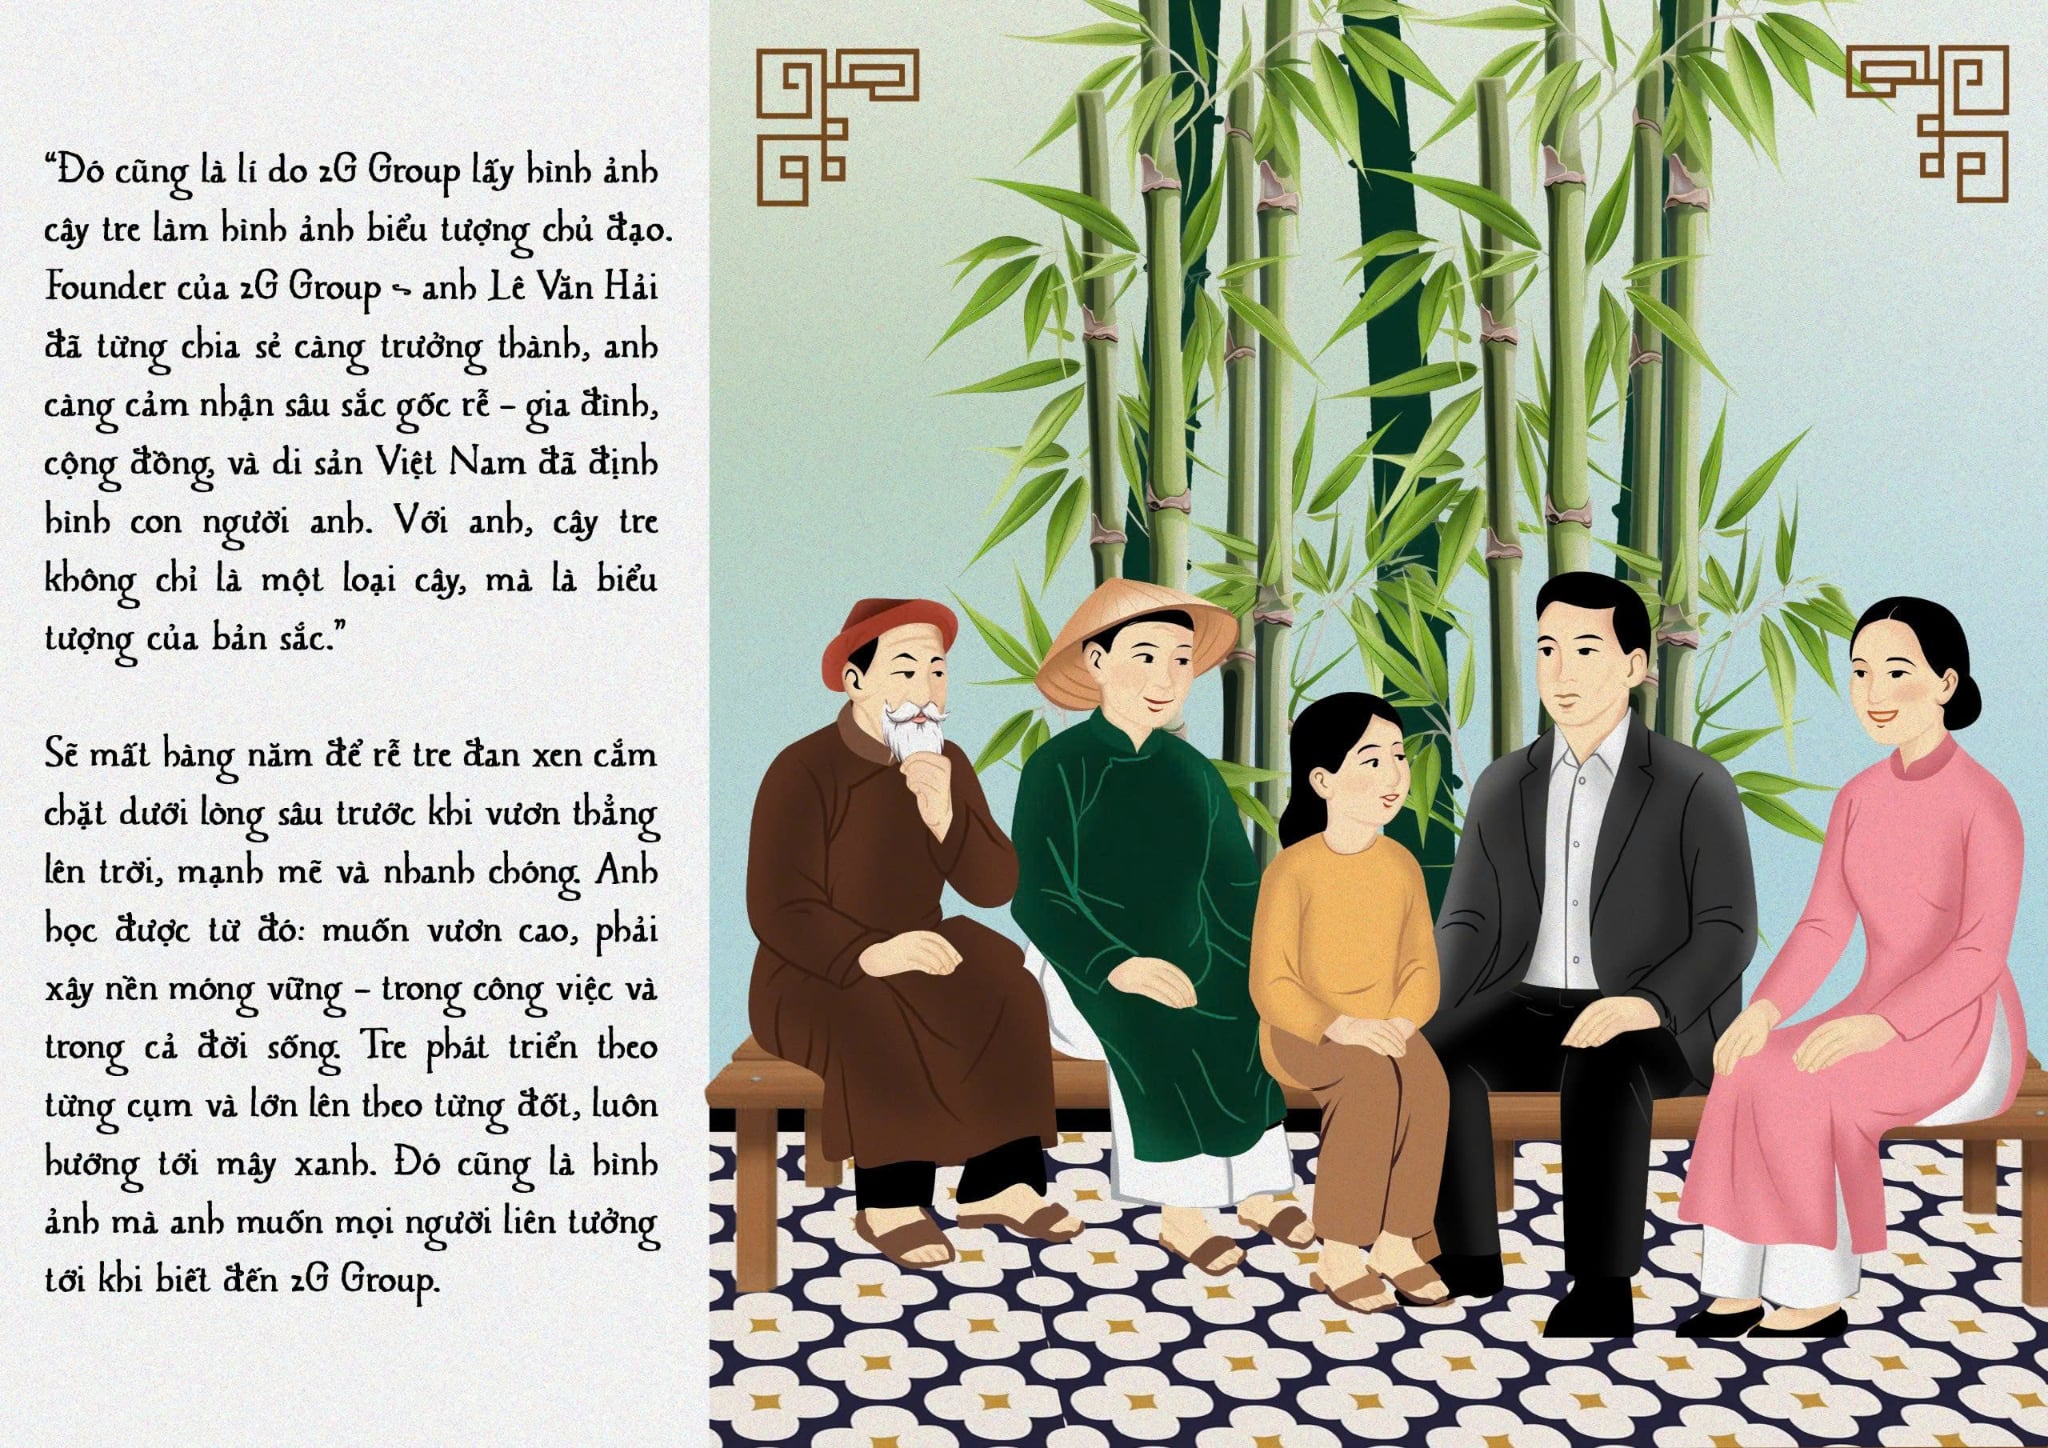 “Đó cũng là lí do 2G Group lấy hình ảnh
cây tre làm hình ảnh biểu tượng chủ đạo.
Founder của 2G Group - anh Lê Văn Hải
đã từng chia sẻ càng trưởng thành, anh
càng cảm nhận sâu sắc gốc rễ – gia đình,
cộng đồng, và di sản Việt Nam đã định
hình con người anh. Với anh, cây tre
không chỉ là một loại cây, mà là biểu
tượng của bản sắc.”
Sẽ mất hàng năm để rễ tre đan xen cắm
chặt dưới lòng sâu trước khi vươn thẳng
lên trời, mạnh mẽ và nhanh chóng. Anh
học được từ đó: muốn vươn cao, phải
xây nền móng vững – trong công việc và
trong cả đời sống. Tre phát triển theo
từng cụm và lớn lên theo từng đốt, luôn
hướng tới mây xanh. Đó cũng là hình
ảnh mà anh muốn mọi người liên tưởng
tới khi biết đến 2G Group.